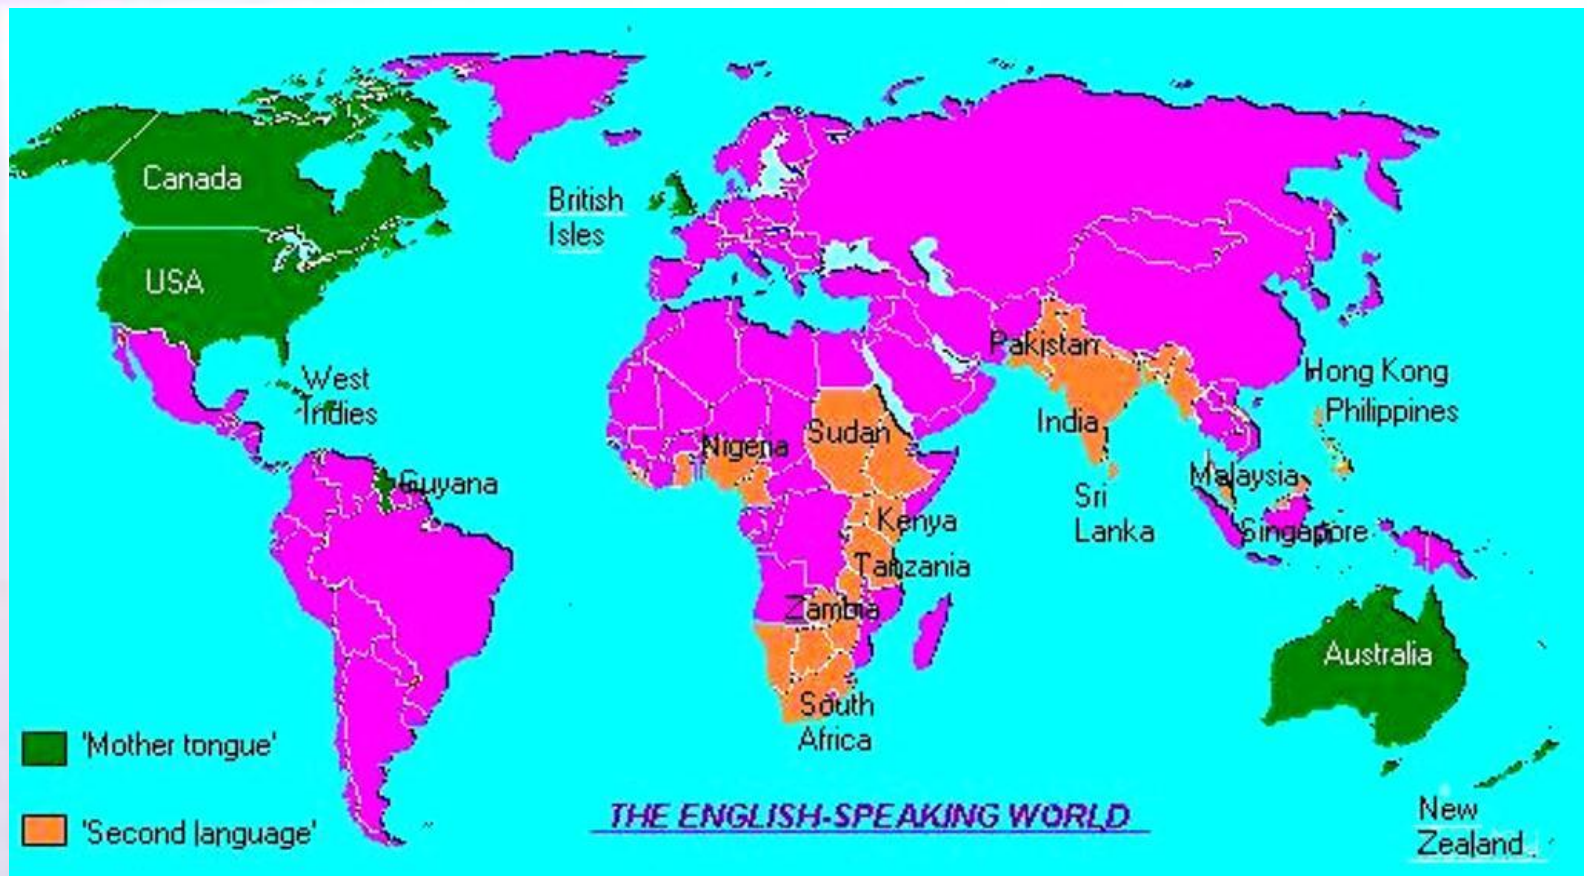 Canada
USA
British
Isles
West
Indies
Guyana
Nigeria
Sudan
Kenya
Tanzania
Zambia
South
Africa
Pakistan
India
Sri
Lanka
Hong Kong
Philippines
Malaysia
Singapore
Australia
New
Zealand
'Mother tongue'
'Second language'
THE ENGLISH-SPEAKING WORLD